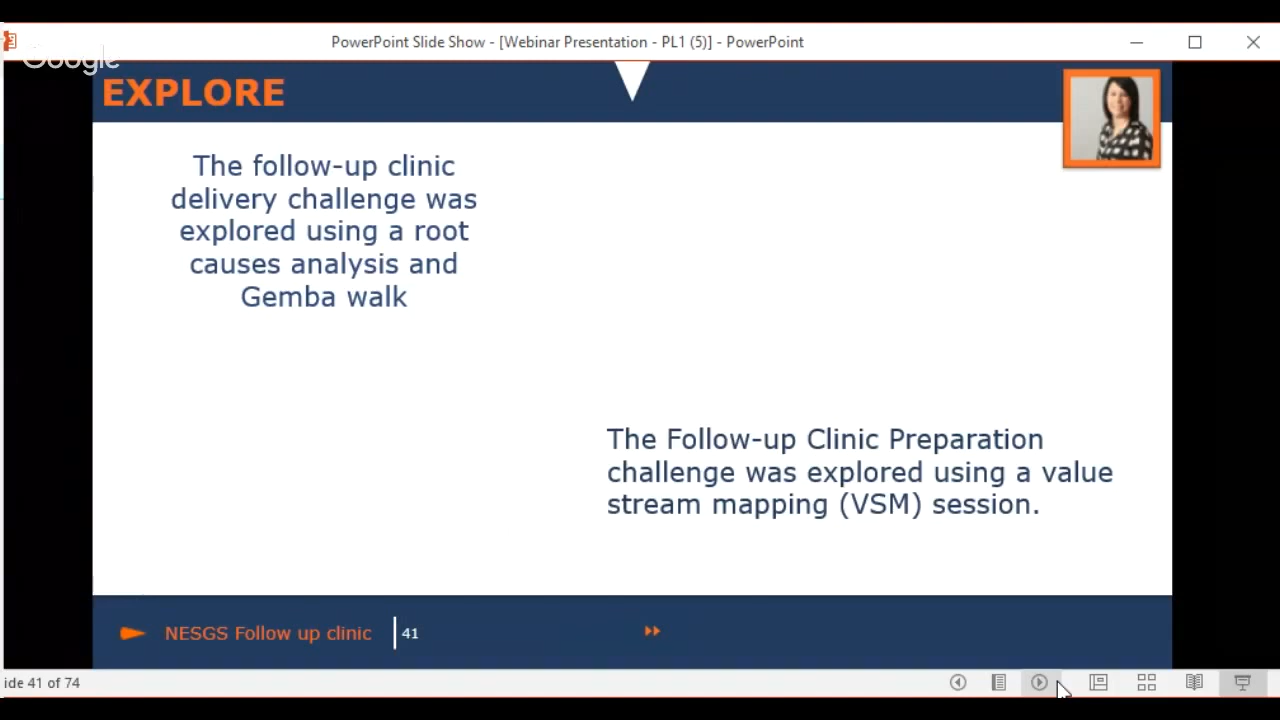 PowerPoint Slide Show - [Webinar Presentation - PL1 (5)] - PowerPoint
Google
EXPLORE
The follow-up clinic
delivery challenge was
explored using a root
causes analysis and
Gemba walk
The Follow-up Clinic Preparation
challenge was explored using a value
stream mapping (VSM) session.
NESGS Follow up clinic
41
ide 41 of 74